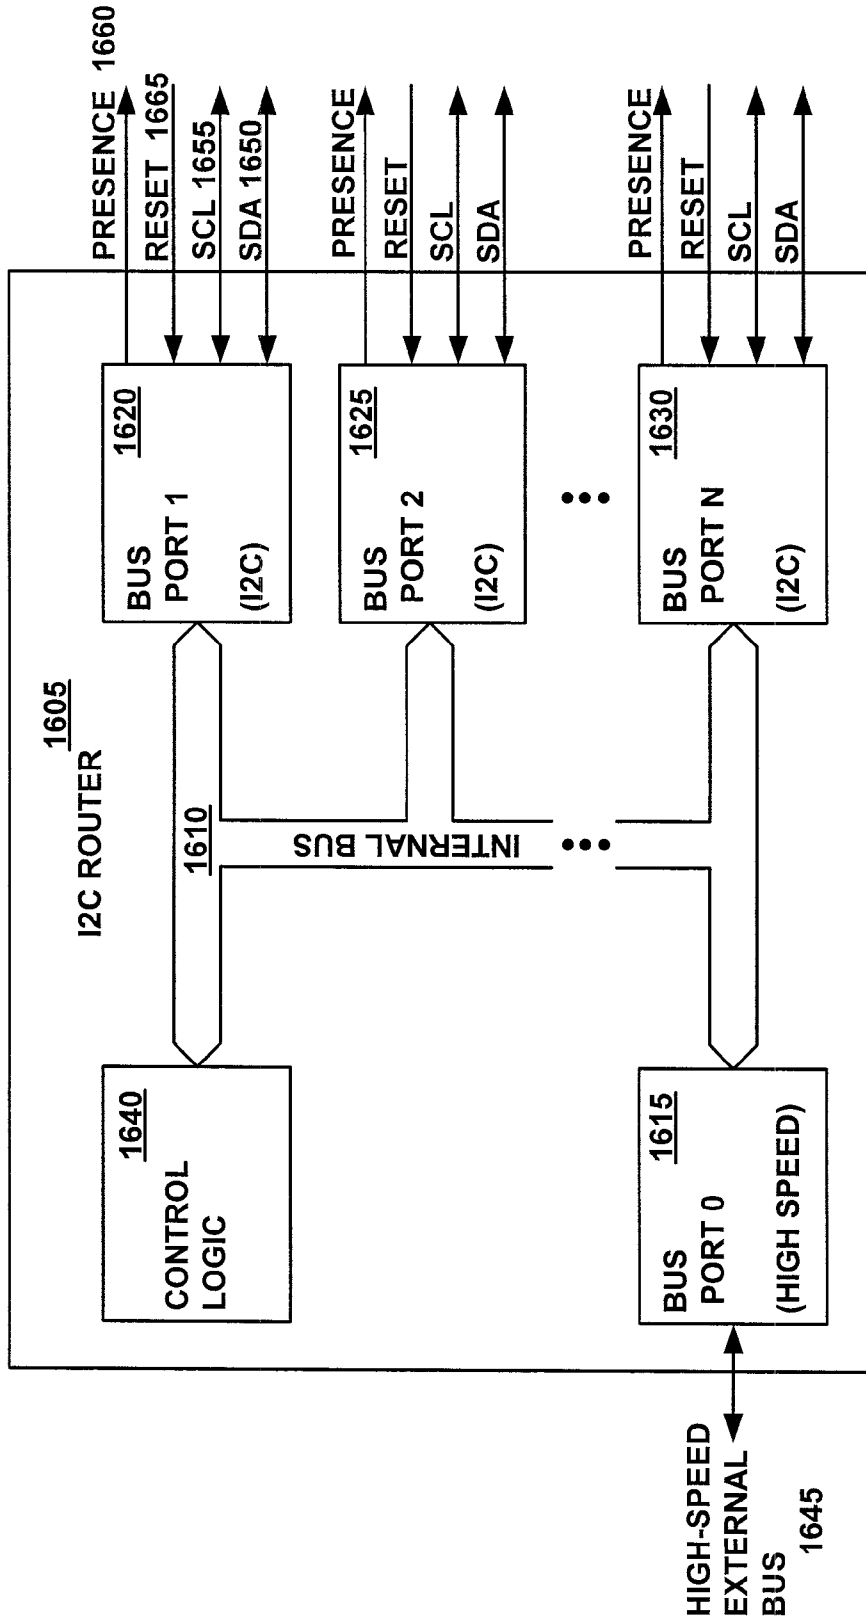 I2C ROUTER
1605
CONTROL
LOGIC
1640
1610
INTERNAL BUS
BUS
PORT 1
(I2C)
1620
PRESENCE 1660
RESET 1665
SCL 1655
SDA 1650
BUS
PORT 2
(I2C)
1625
PRESENCE
RESET
SCL
SDA
HIGH-SPEED
EXTERNAL
BUS
1645
BUS
PORT 0
(HIGH SPEED)
1615
BUS
PORT N
(I2C)
1630
PRESENCE
RESET
SCL
SDA